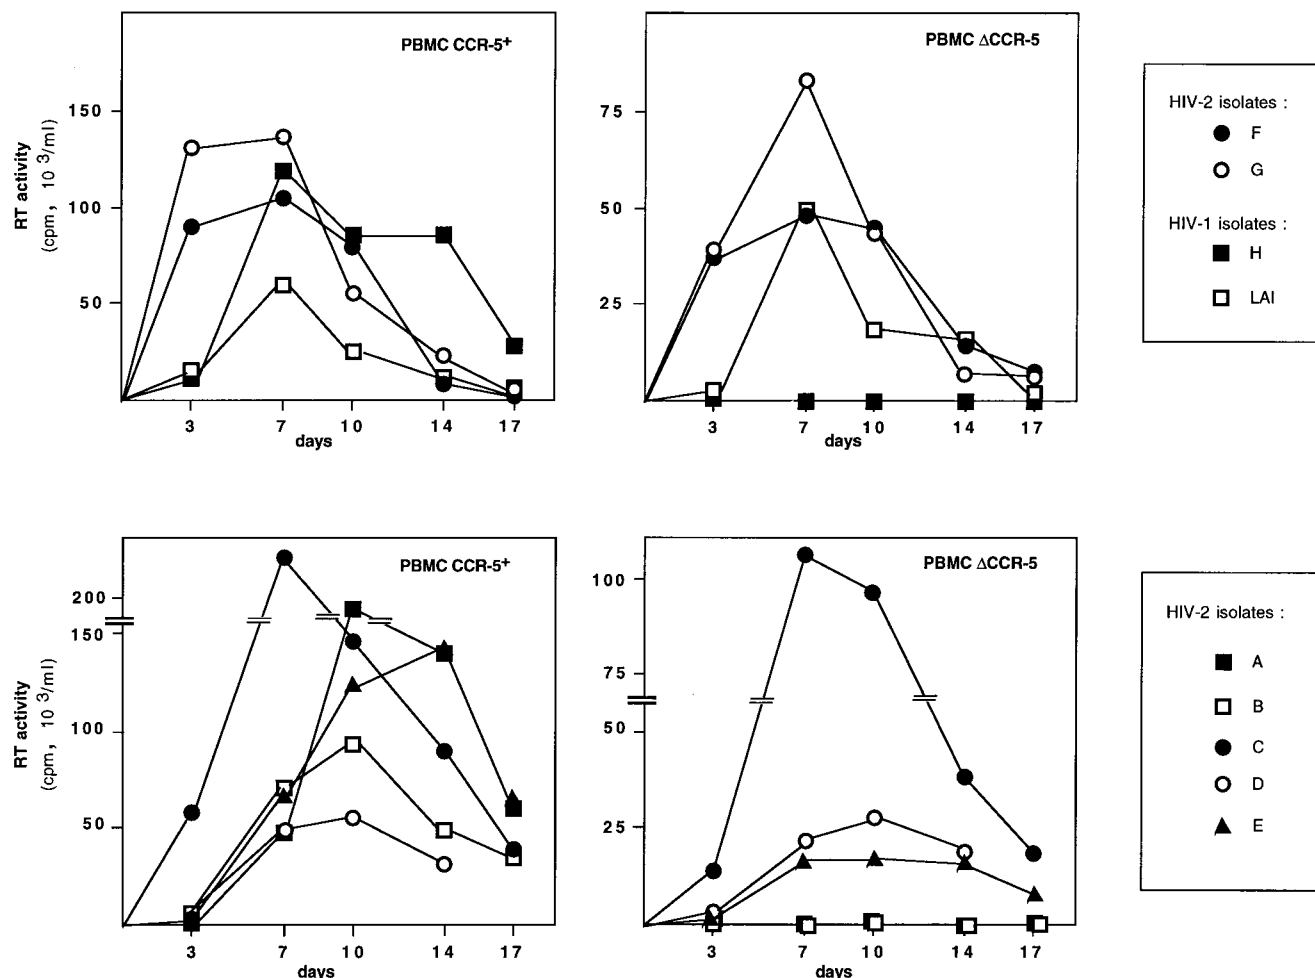 PBMC CCR-5+
RT activity
(cpm, 10 3/ml)
150
100
50
3 7 10 14 17
days
PBMC ΔCCR-5
75
50
25
3 7 10 14 17
days
HIV-2 isolates :
F
G
HIV-1 isolates :
H
LAI
PBMC CCR-5+
RT activity
(cpm, 10 3/ml)
200
150
100
50
3 7 10 14 17
days
PBMC ΔCCR-5
100
75
50
25
3 7 10 14 17
days
HIV-2 isolates :
A
B
C
D
E